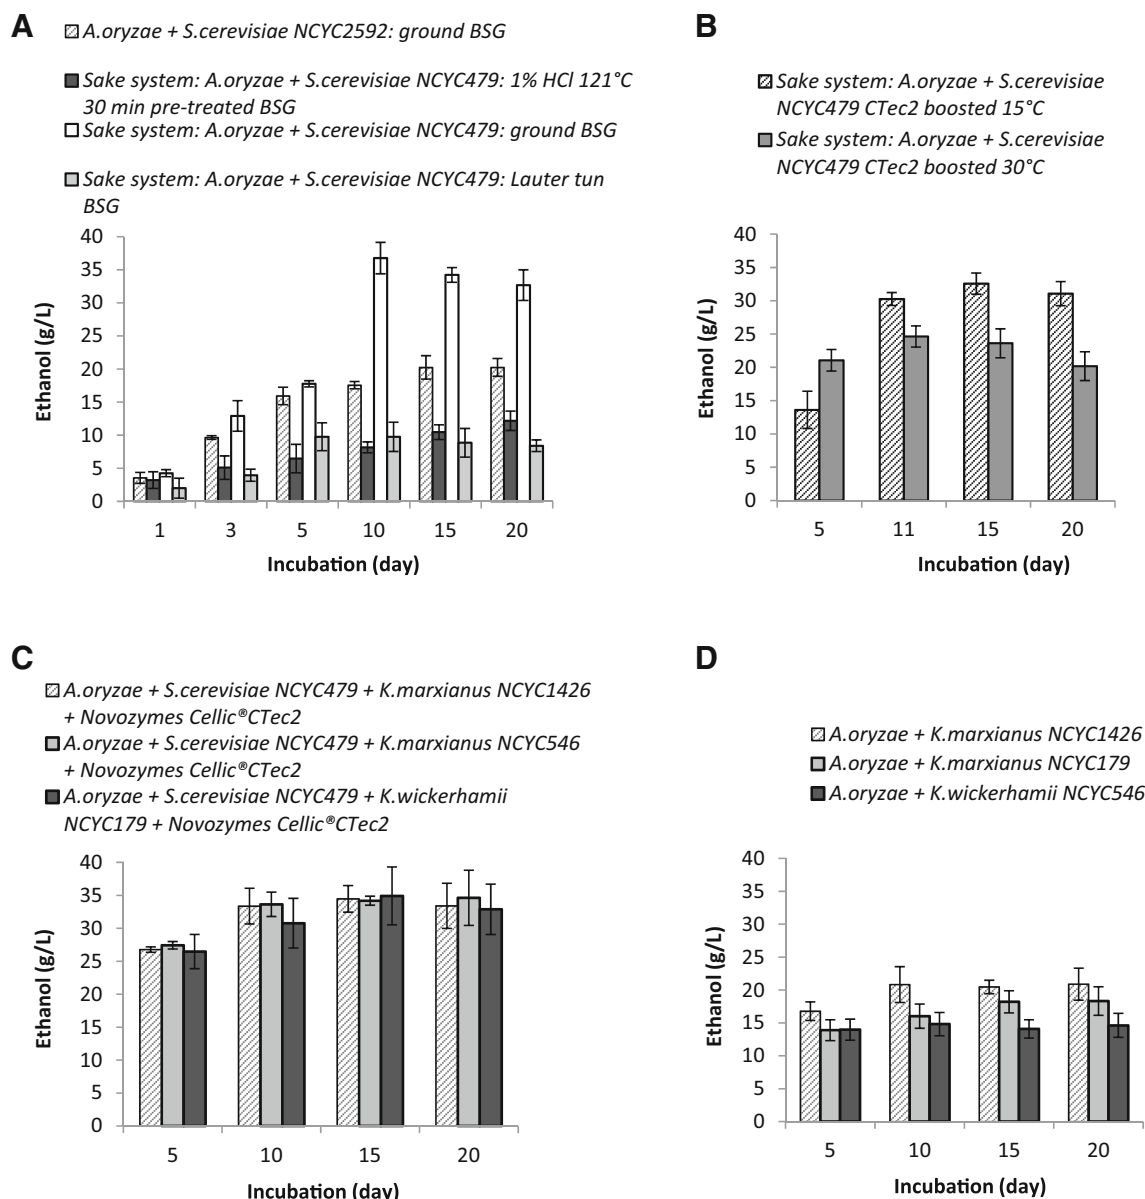 A
A.oryzae + S.cerevisiae NCYC2592: ground BSG
Sake system: A.oryzae + S.cerevisiae NCYC479: 1% HCl 121°C
30 min pre-treated BSG
Sake system: A.oryzae + S.cerevisiae NCYC479: ground BSG
Sake system: A.oryzae + S.cerevisiae NCYC479: Lauter tun
BSG
40
35
30
25
20
15
10
5
0
Ethanol (g/L)
1 3 5 10 15 20
Incubation (day)
B
Sake system: A.oryzae + S.cerevisiae
NCYC479 CTec2 boosted 15°C
Sake system: A.oryzae + S.cerevisiae
NCYC479 CTec2 boosted 30°C
40
35
30
25
20
15
10
5
0
Ethanol (g/L)
5 11 15 20
Incubation (day)
C
A.oryzae + S.cerevisiae NCYC479 + K.marxianus NCYC1426
+ Novozymes Cellic®CTec2
A.oryzae + S.cerevisiae NCYC479 + K.marxianus NCYC546
+ Novozymes Cellic®CTec2
A.oryzae + S.cerevisiae NCYC479 + K.wickerhamii
NCYC179 + Novozymes Cellic®CTec2
40
35
30
25
20
15
10
5
0
Ethanol (g/L)
5 10 15 20
Incubation (day)
D
A.oryzae + K.marxianus NCYC1426
A.oryzae + K.marxianus NCYC179
A.oryzae + K.wickerhamii NCYC546
40
35
30
25
20
15
10
5
0
Ethanol (g/L)
5 10 15 20
Incubation (day)